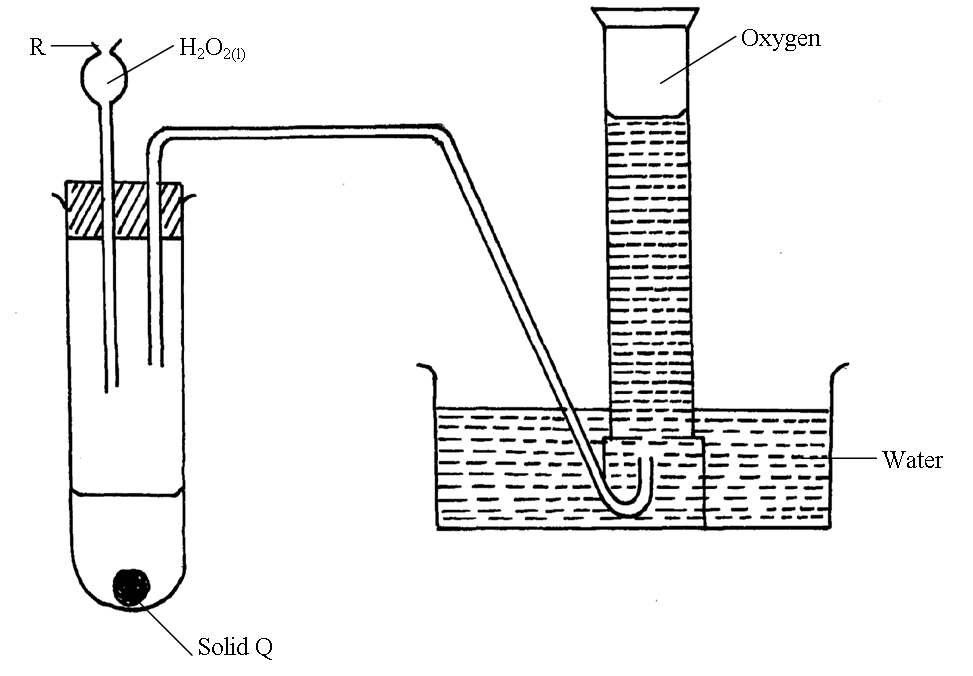 R
H₂O₂₍ₗ₎
Oxygen
Water
Solid Q